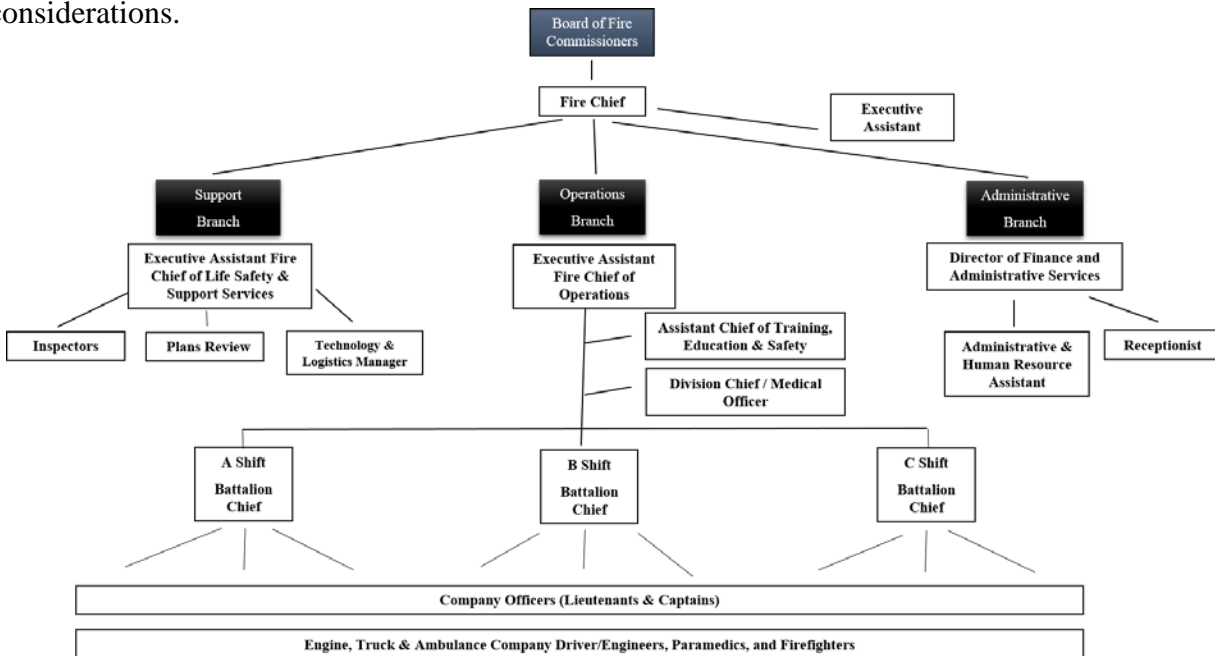 considerations.
Board of Fire
Commissioners
Fire Chief
Executive
Assistant
Support
Branch
Operations
Branch
Administrative
Branch
Executive Assistant Fire
Chief of Life Safety &
Support Services
Executive Assistant
Fire Chief of
Operations
Director of Finance and
Administrative Services
Inspectors
Plans Review
Technology &
Logistics Manager
Assistant Chief of Training,
Education & Safety
Division Chief / Medical
Officer
Administrative &
Human Resource
Assistant
Receptionist
A Shift
Battalion
Chief
B Shift
Battalion
Chief
C Shift
Battalion
Chief
Company Officers (Lieutenants & Captains)
Engine, Truck & Ambulance Company Driver/Engineers, Paramedics, and Firefighters